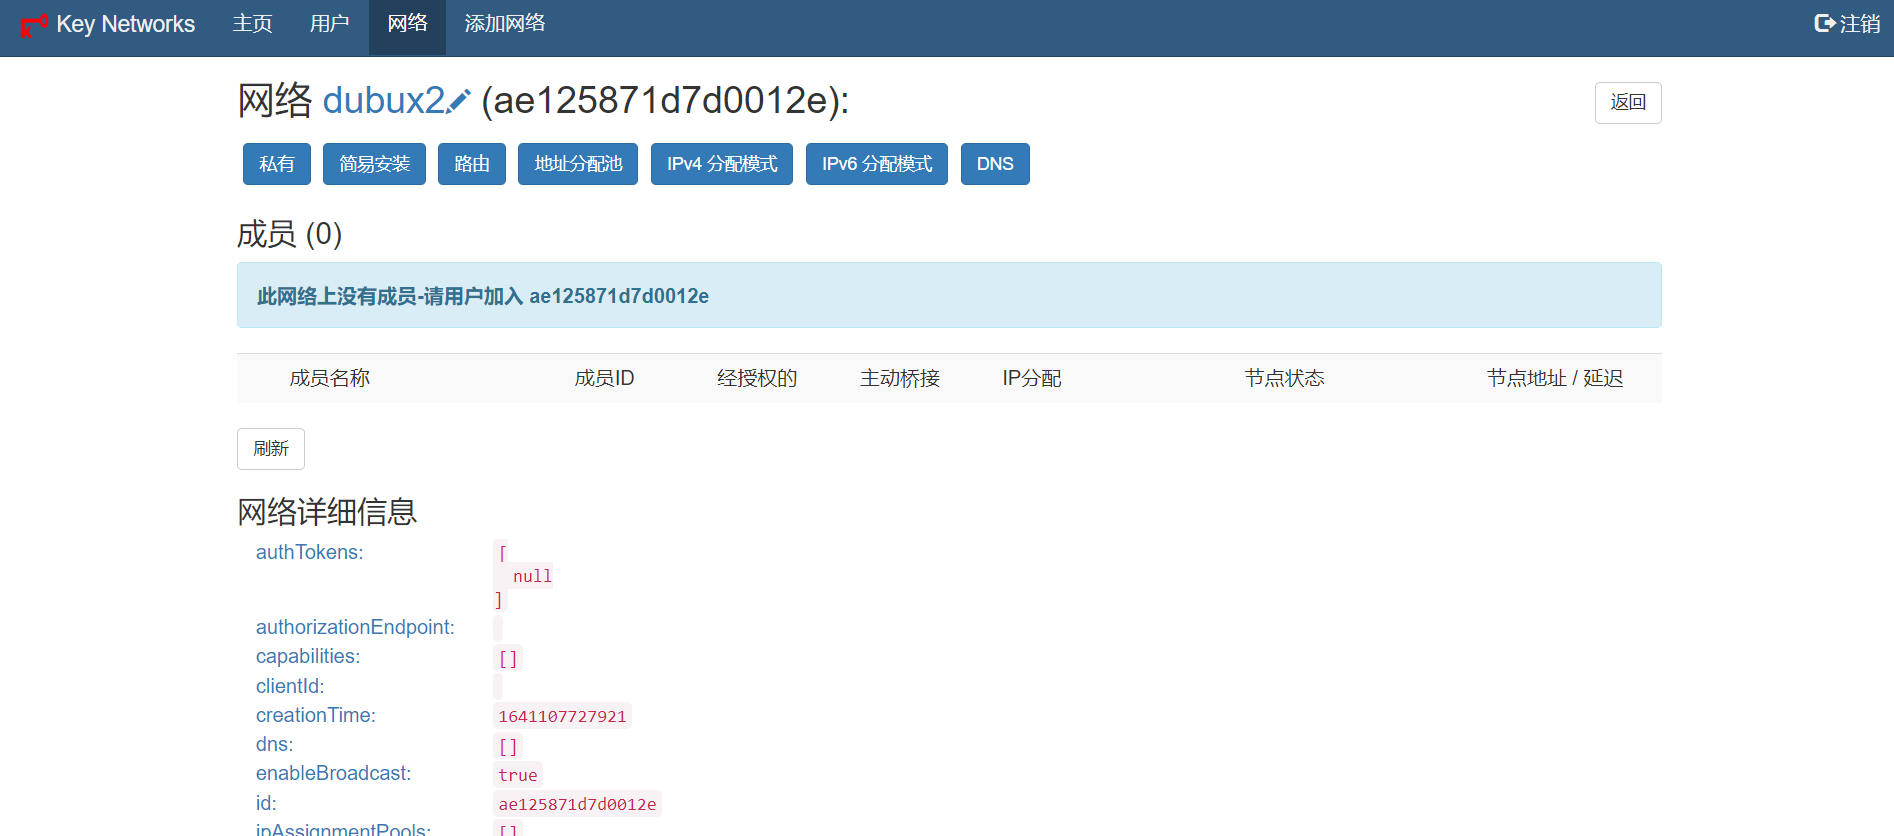 Key Networks 主页 用户 网络 添加网络 注销
网络 dubux2 (ae125871d7d0012e):
返回
私有 简易安装 路由 地址分配池 IPv4 分配模式 IPv6 分配模式 DNS
成员 (0)
此网络上没有成员-请用户加入 ae125871d7d0012e
成员名称 成员ID 经授权的 主动桥接 IP分配 节点状态 节点地址 / 延迟
刷新
网络详细信息
authTokens: [
null
]
authorizationEndpoint:
capabilities: []
clientId:
creationTime: 1641107727921
dns: []
enableBroadcast: true
id: ae125871d7d0012e
ipAssignmentPools: []